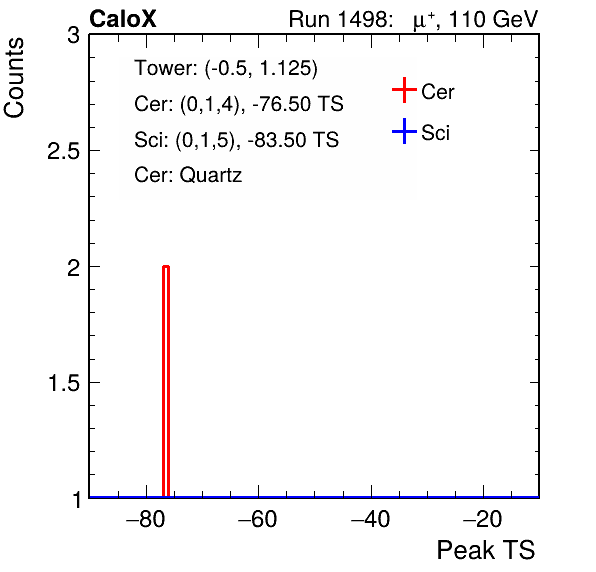 CaloX Run 1498: μ⁺, 110 GeV
Counts
3
2.5
2
1.5
1
Tower: (-0.5, 1.125)
Cer: (0,1,4), -76.50 TS
Sci: (0,1,5), -83.50 TS
Cer: Quartz
Cer
Sci
−80 −60 −40 −20
Peak TS